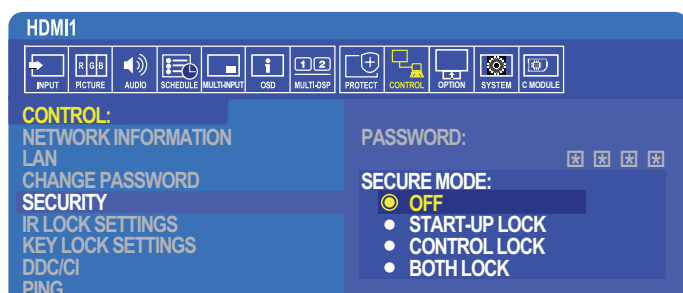 HDMI1
R G B
1 2
INPUT PICTURE AUDIO SCHEDULE MULTI-INPUT OSD MULTI-DSP PROTECT CONTROL OPTION SYSTEM C MODULE
CONTROL:
NETWORK INFORMATION
LAN
CHANGE PASSWORD
SECURITY
IR LOCK SETTINGS
KEY LOCK SETTINGS
DDC/CI
PING
PASSWORD:
* * * *
SECURE MODE:
OFF
START-UP LOCK
CONTROL LOCK
BOTH LOCK